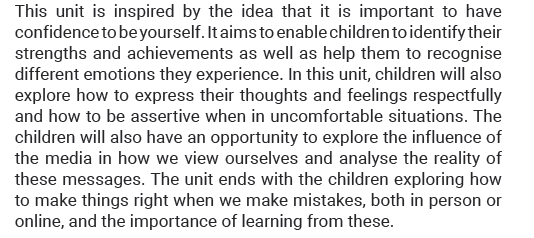 This unit is inspired by the idea that it is important to have
confidence to be yourself. It aims to enable children to identify their
strengths and achievements as well as help them to recognise
different emotions they experience. In this unit, children will also
explore how to express their thoughts and feelings respectfully
and how to be assertive when in uncomfortable situations. The
children will also have an opportunity to explore the influence of
the media in how we view ourselves and analyse the reality of
these messages. The unit ends with the children exploring how
to make things right when we make mistakes, both in person or
online, and the importance of learning from these.